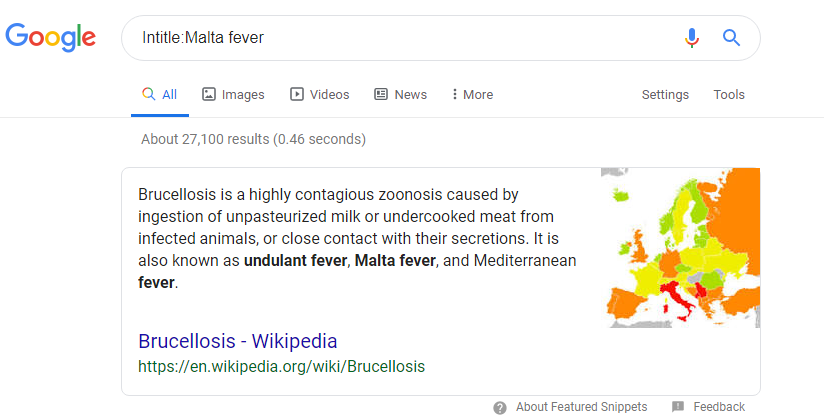 Google
Intitle:Malta fever
All Images Videos News More Settings Tools
About 27,100 results (0.46 seconds)
Brucellosis is a highly contagious zoonosis caused by
ingestion of unpasteurized milk or undercooked meat from
infected animals, or close contact with their secretions. It is
also known as undulant fever, Malta fever, and Mediterranean
fever.
Brucellosis - Wikipedia
https://en.wikipedia.org/wiki/Brucellosis
About Featured Snippets Feedback